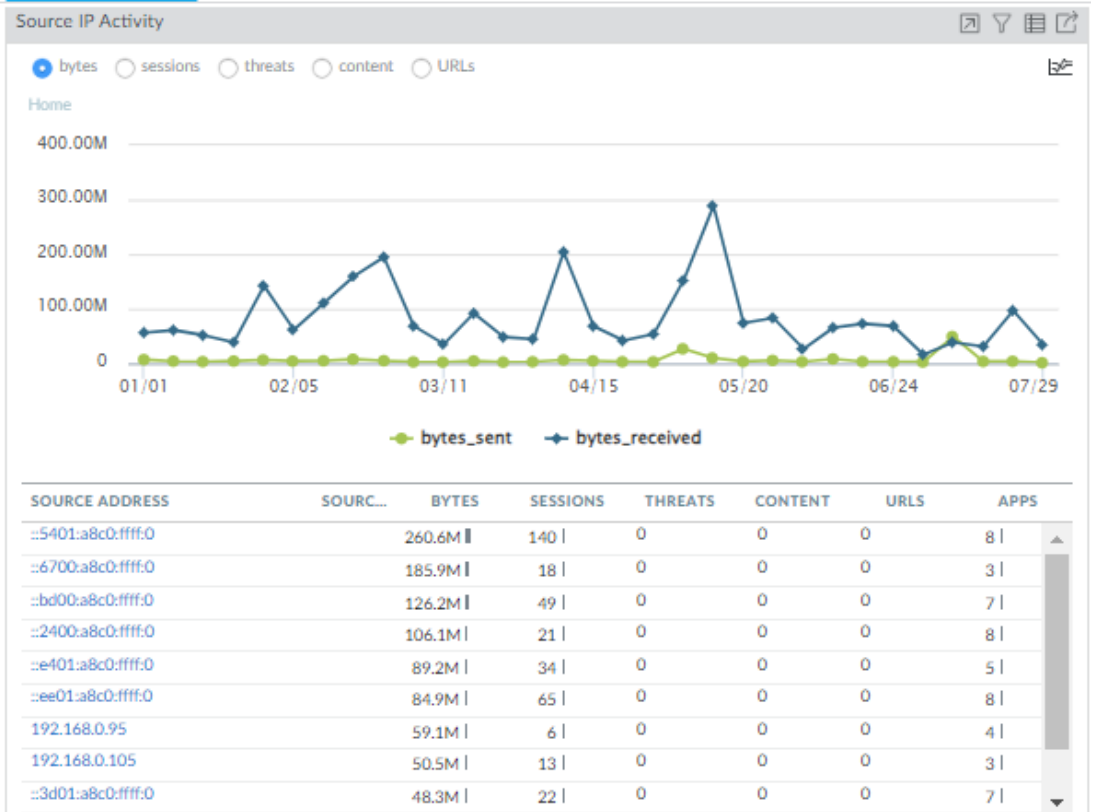 Source IP Activity
bytes sessions threats content URLs
Home
400.00M
300.00M
200.00M
100.00M
0
01/01 02/05 03/11 04/15 05/20 06/24 07/29
bytes_sent bytes_received
SOURCE ADDRESS SOURC... BYTES SESSIONS THREATS CONTENT URLS APPS
::5401:a8c0:ffff:0 260.6M 140 0 0 0 8
::6700:a8c0:ffff:0 185.9M 18 0 0 0 3
::bd00:a8c0:ffff:0 126.2M 49 0 0 0 7
::2400:a8c0:ffff:0 106.1M 21 0 0 0 8
::e401:a8c0:ffff:0 89.2M 34 0 0 0 5
::ee01:a8c0:ffff:0 84.9M 65 0 0 0 8
192.168.0.95 59.1M 6 0 0 0 4
192.168.0.105 50.5M 13 0 0 0 3
::3d01:a8c0:ffff:0 48.3M 22 0 0 0 7